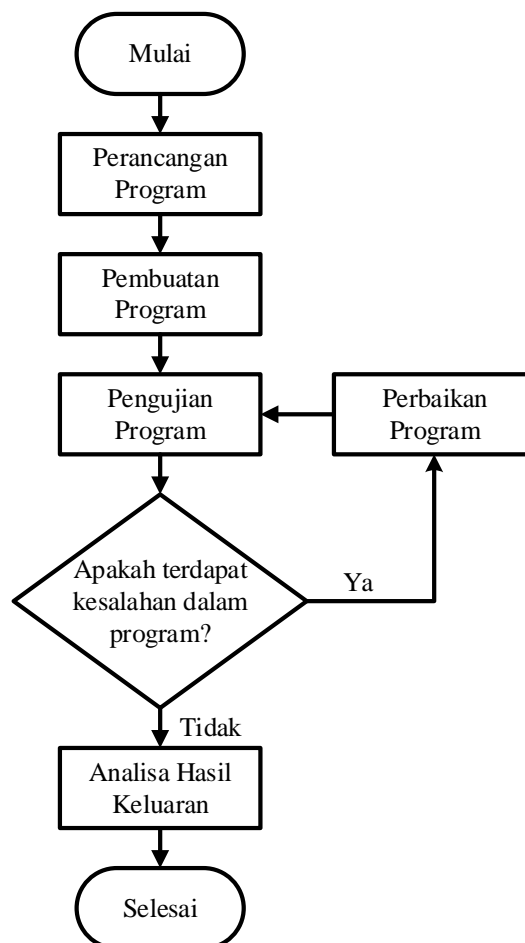 Mulai
Perancangan
Program
Pembuatan
Program
Pengujian
Program
Perbaikan
Program
Apakah terdapat
kesalahan dalam
program?
Ya
Tidak
Analisa Hasil
Keluaran
Selesai